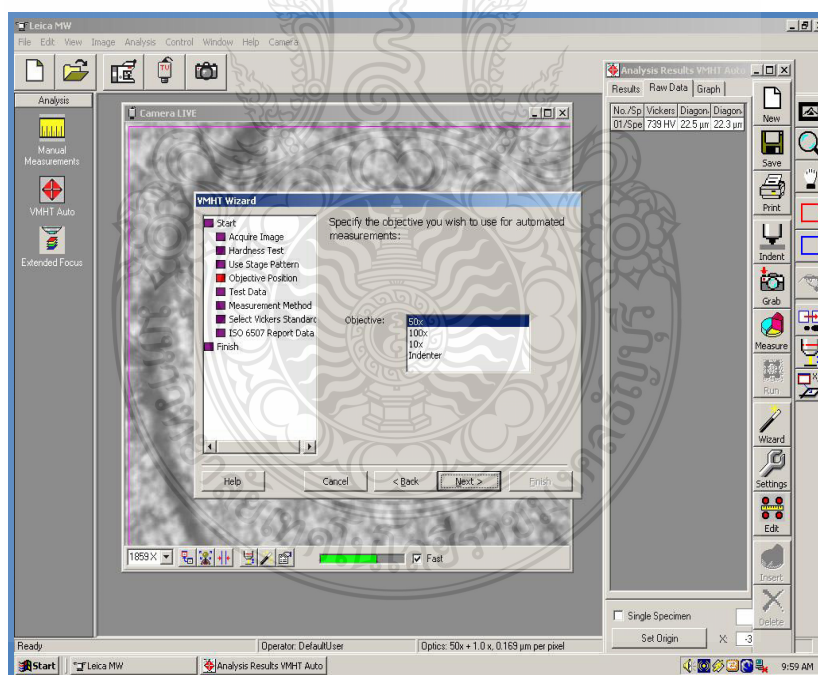 Leica MW
File Edit View Image Analysis Control Window Help Camera
Analysis
Manual
Measurements
VMHT Auto
Extended Focus
Camera LIVE
VMHT Wizard
Start
Acquire Image
Hardness Test
Use Stage Pattern
Objective Position
Test Data
Measurement Method
Select Vickers Standarc
ISO 6507 Report Data
Finish
Specify the objective you wish to use for automated
measurements:
Objective:
50x
100x
10x
Indenter
Help Cancel < Back Next > Finish
1859 X Fast
Analysis Results VMHT Auto
Results Raw Data Graph
No./Sp Vickers Diagon. Diagon.
01/Spe 739 HV 22.5 µm 22.3 µm
New
Save
Print
Indent
Grab
Measure
Run
Wizard
Settings
Edit
Insert
Delete
Single Specimen
Set Origin X: -3
Ready Operator: DefaultUser Optics: 50x + 1.0 x, 0.169 µm per pixel
Start Leica MW Analysis Results VMHT Auto 9:59 AM